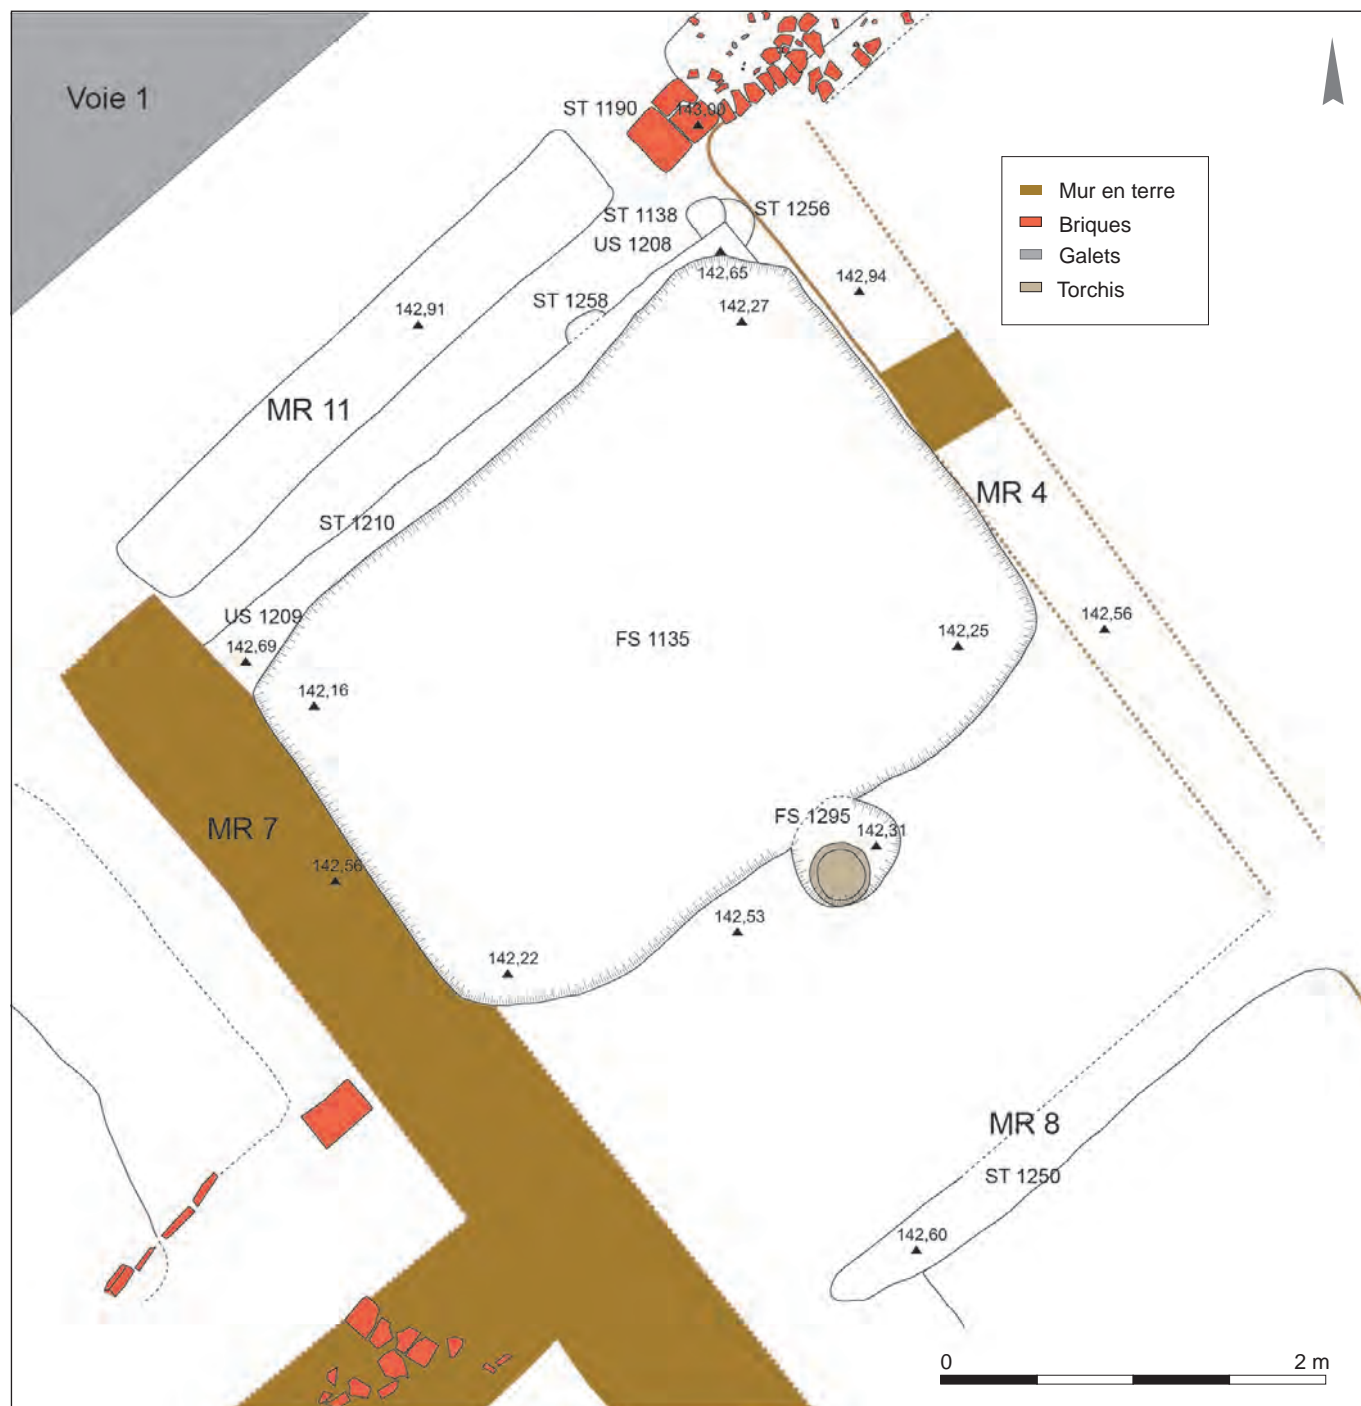 Voie 1
ST 1190
143,00
Mur en terre
Briques
Galets
Torchis
ST 1138
ST 1256
US 1208
142,65
142,94
ST 1258
142,27
142,91
MR 11
MR 4
ST 1210
US 1209
142,69
FS 1135
142,25
142,56
142,16
FS 1295
142,31
MR 7
142,56
142,53
142,22
MR 8
ST 1250
142,60
0 2 m